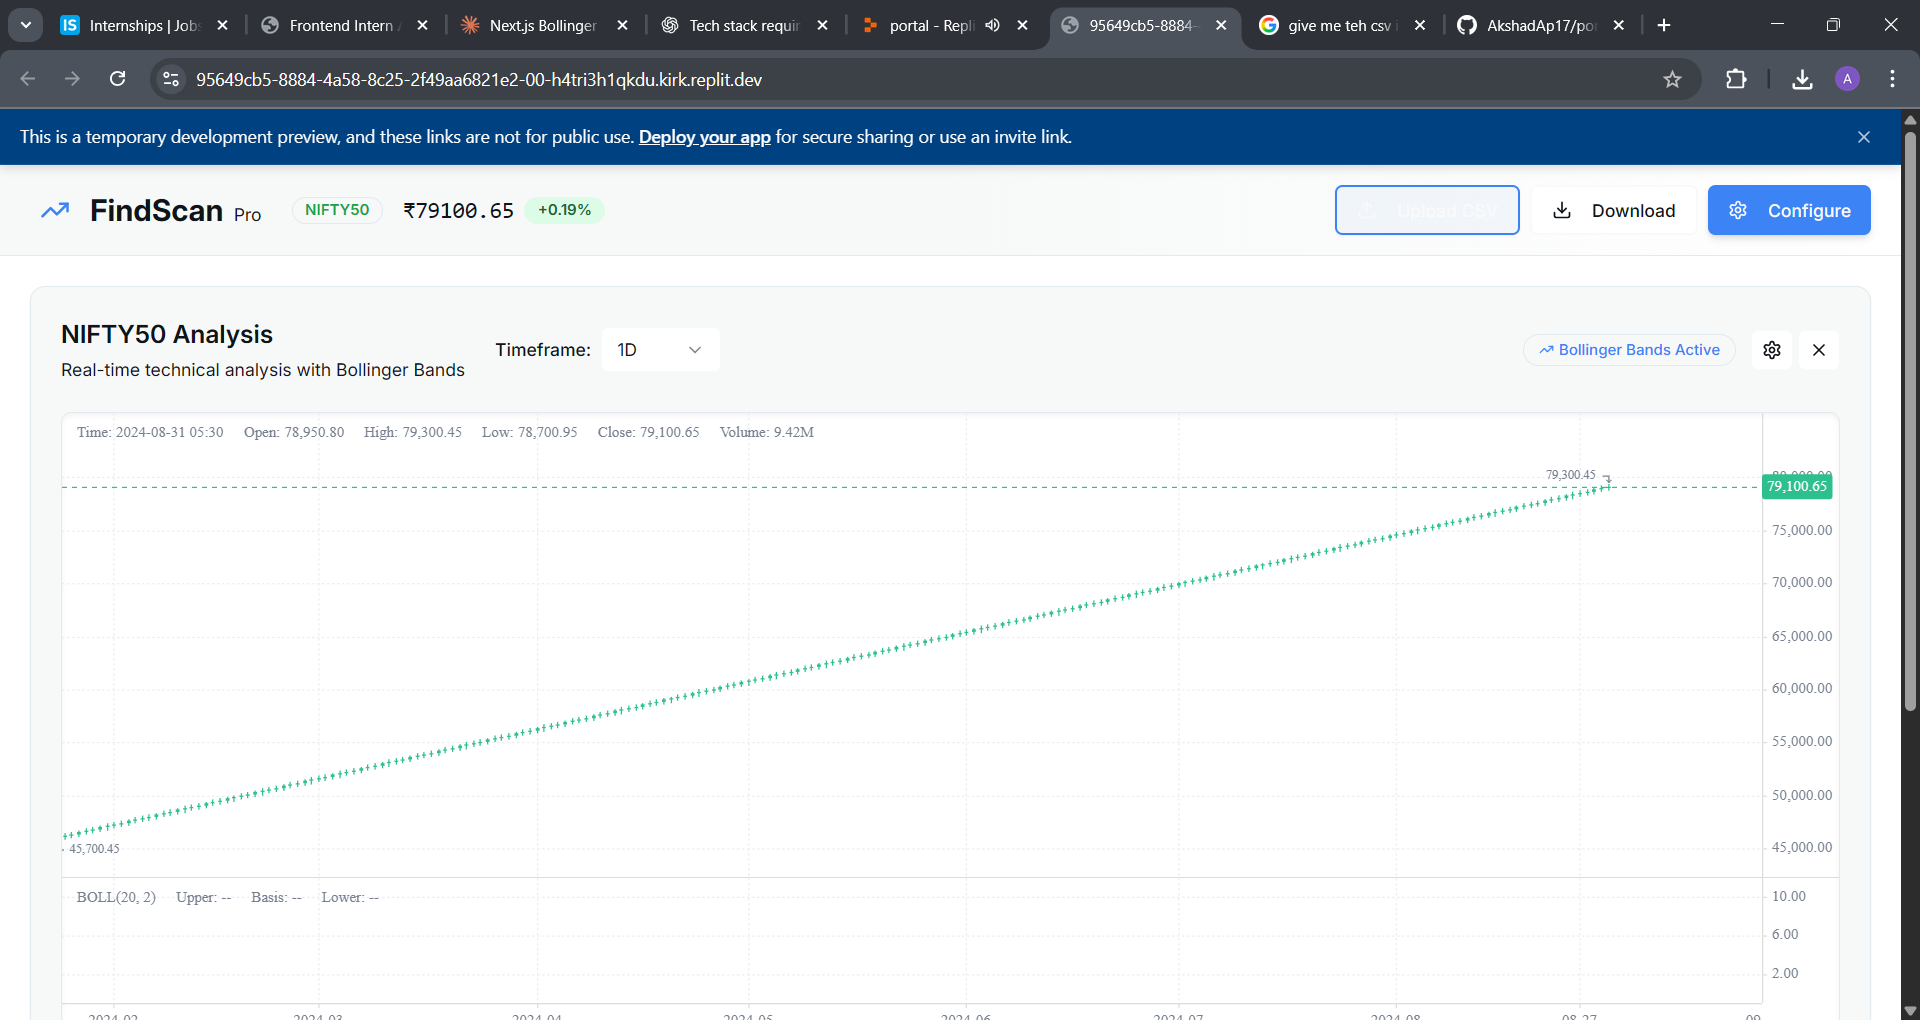 Internships | Jobs
Frontend Intern
Next.js Bollinger
Tech stack requir
portal - Repli
95649cb5-8884-
give me teh csv
AkshadAp17/po
95649cb5-8884-4a58-8c25-2f49aa6821e2-00-h4tri3h1qkdu.kirk.replit.dev
A
This is a temporary development preview, and these links are not for public use. Deploy your app for secure sharing or use an invite link.
FindScan Pro
NIFTY50
₹79100.65
+0.19%
Upload CSV
Download
Configure
NIFTY50 Analysis
Real-time technical analysis with Bollinger Bands
Timeframe: 1D
Bollinger Bands Active
Time: 2024-08-31 05:30 Open: 78,950.80 High: 79,300.45 Low: 78,700.95 Close: 79,100.65 Volume: 9.42M
79,300.45
80,000.00
79,100.65
75,000.00
70,000.00
65,000.00
60,000.00
55,000.00
50,000.00
45,700.45
45,000.00
BOLL(20, 2) Upper: -- Basis: -- Lower: --
10.00
6.00
2.00
2024-02 2024-03 2024-04 2024-05 2024-06 2024-07 2024-08 08-27 09